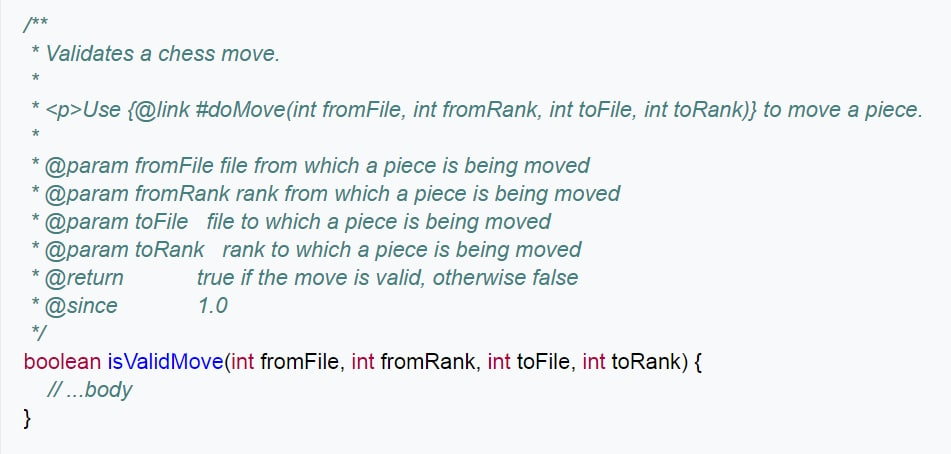 /**
 * Validates a chess move.
 *
 * <p>Use {@link #doMove(int fromFile, int fromRank, int toFile, int toRank)} to move a piece.
 *
 * @param fromFile file from which a piece is being moved
 * @param fromRank rank from which a piece is being moved
 * @param toFile   file to which a piece is being moved
 * @param toRank   rank to which a piece is being moved
 * @return            true if the move is valid, otherwise false
 * @since             1.0
 */
boolean isValidMove(int fromFile, int fromRank, int toFile, int toRank) {
    // ...body
}